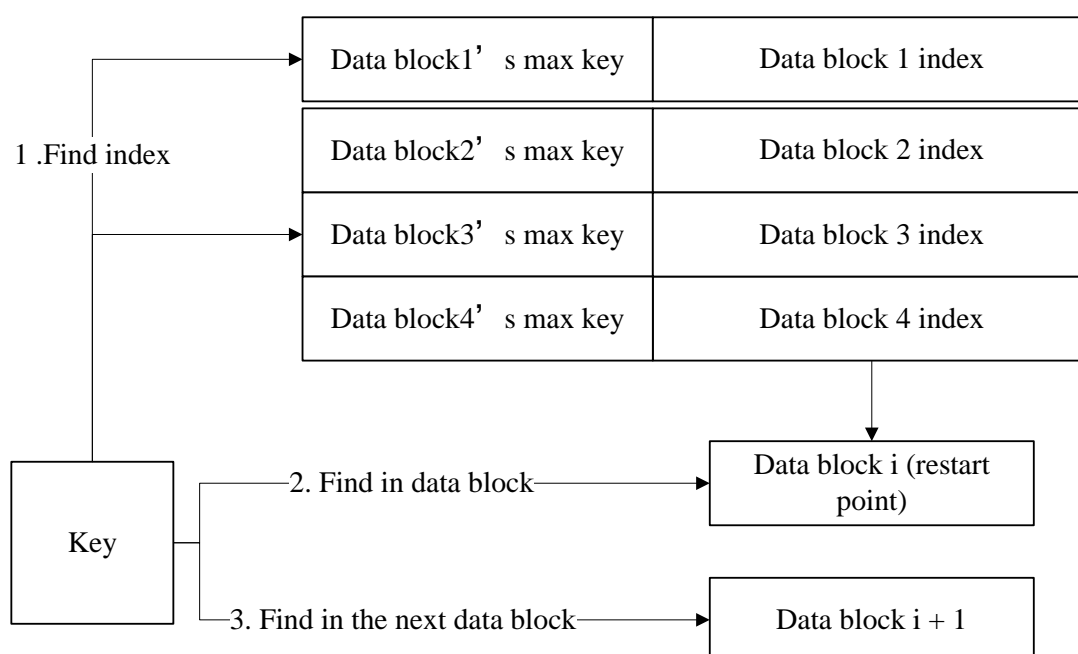 Data block1’ s max key
Data block 1 index
1 .Find index
Data block2’ s max key
Data block 2 index
Data block3’ s max key
Data block 3 index
Data block4’ s max key
Data block 4 index
Key
2. Find in data block
Data block i (restart
point)
3. Find in the next data block
Data block i + 1